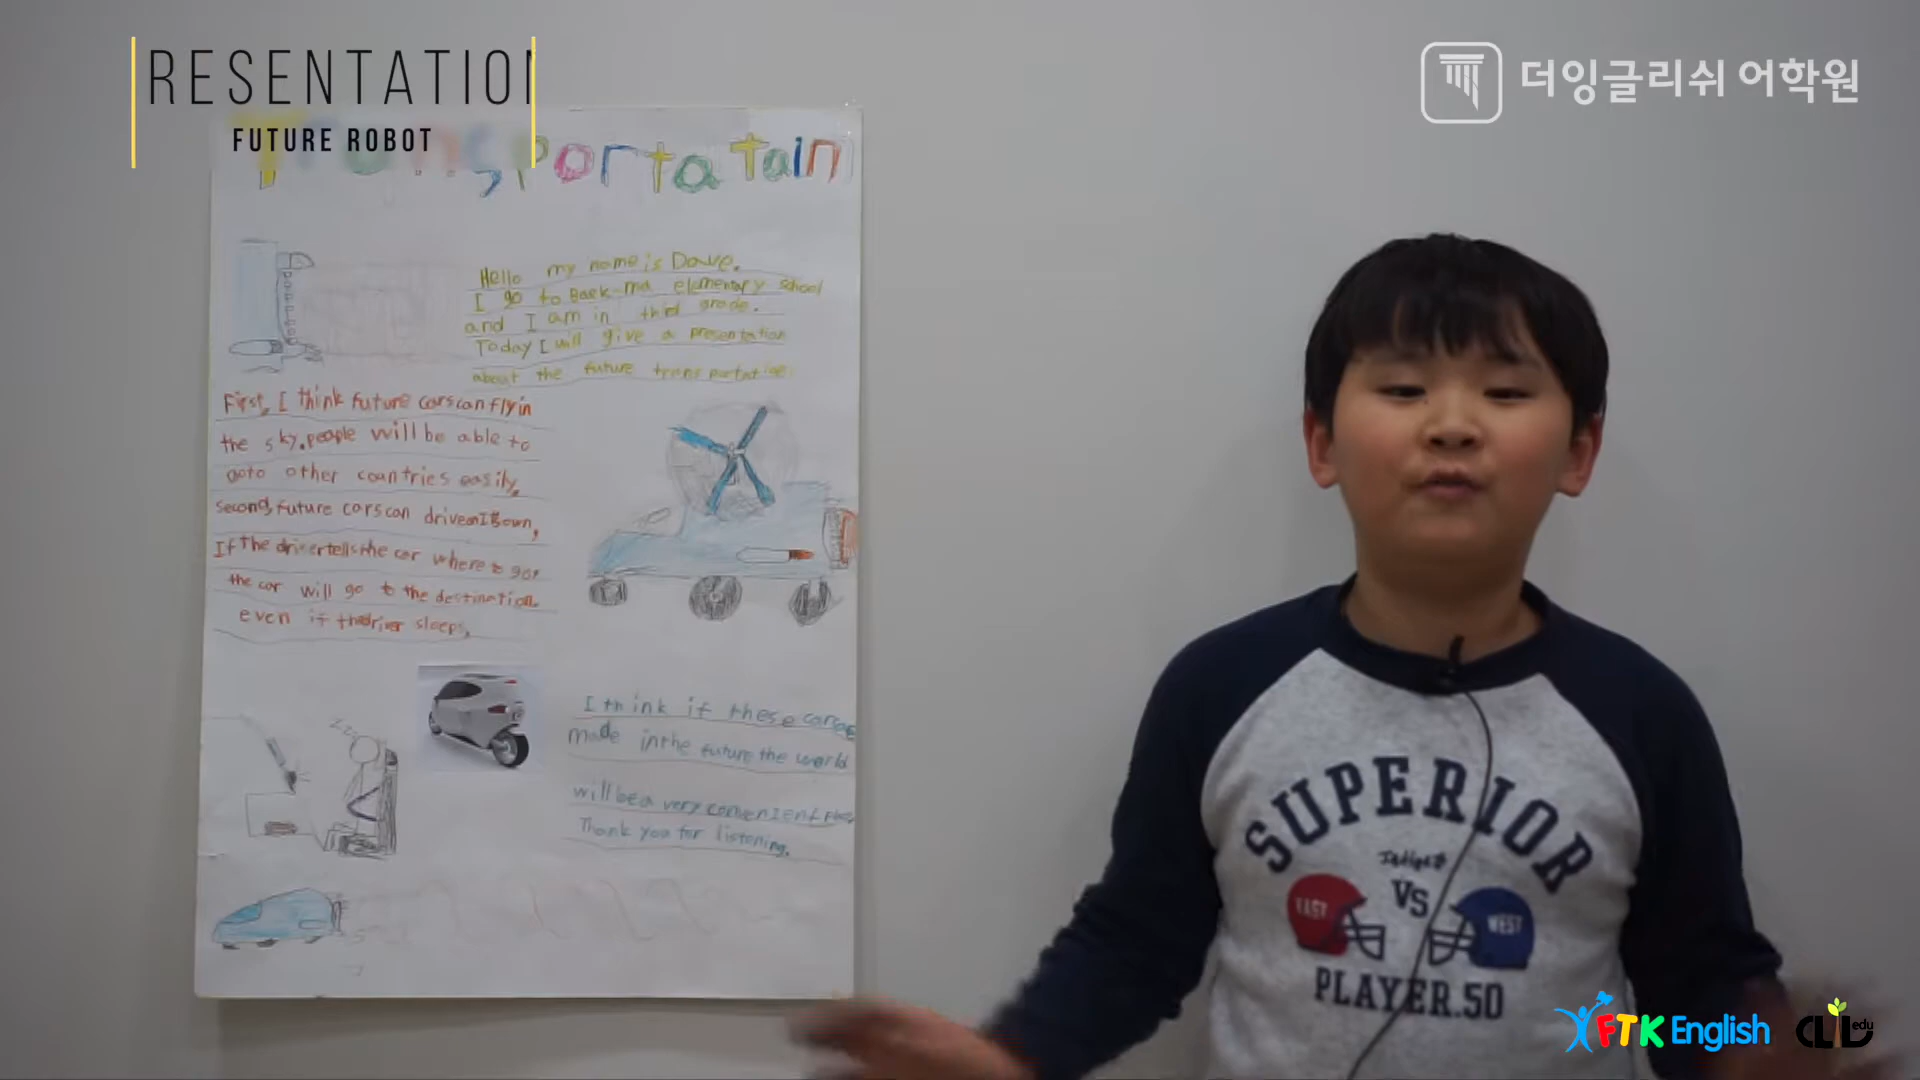 RESENTATION
FUTURE ROBOT
더잉글리쉬 어학원
Transportatain
Hello my name is Dave.
I go to Baek-ma elementary school
and I am in third grade.
Today I will give a presentation
about the future transportation.
First, I think future cars can fly in
the sky. people will be able to
goto other countries easily.
second, future cars can drive on
If the driver tells the car where to go,
the car will go to the destination.
even if the driver sleeps,
I think if these cars
made in the future the world
will be a very convenient
Thank you for listening.
SUPERIOR
VS
EAST
WEST
PLAYER.50
FTK English
CLiL edu